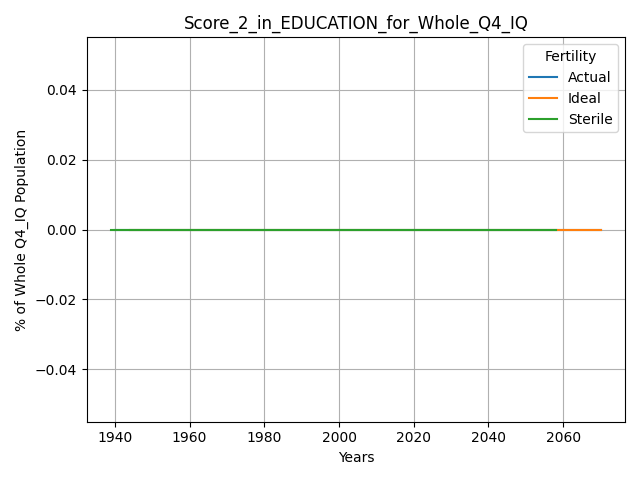 Score_2_in_EDUCATION_for_Whole_Q4_IQ
Fertility
Actual
Ideal
Sterile
% of Whole Q4_IQ Population
0.04
0.02
0.00
−0.02
−0.04
1940 1960 1980 2000 2020 2040 2060
Years